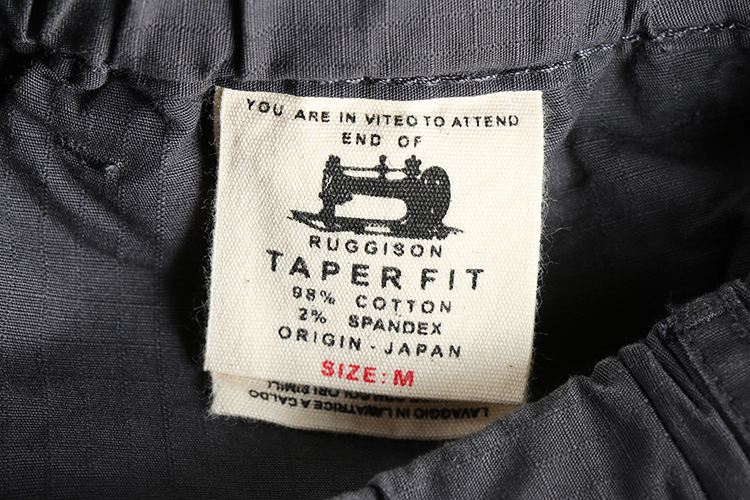 YOU ARE IN VITEO TO ATTEND
END OF
RUGGISON
TAPER FIT
98% COTTON
2% SPANDEX
ORIGIN - JAPAN
SIZE: M
LAVAGGIO IN LAVATRICE A CALDO